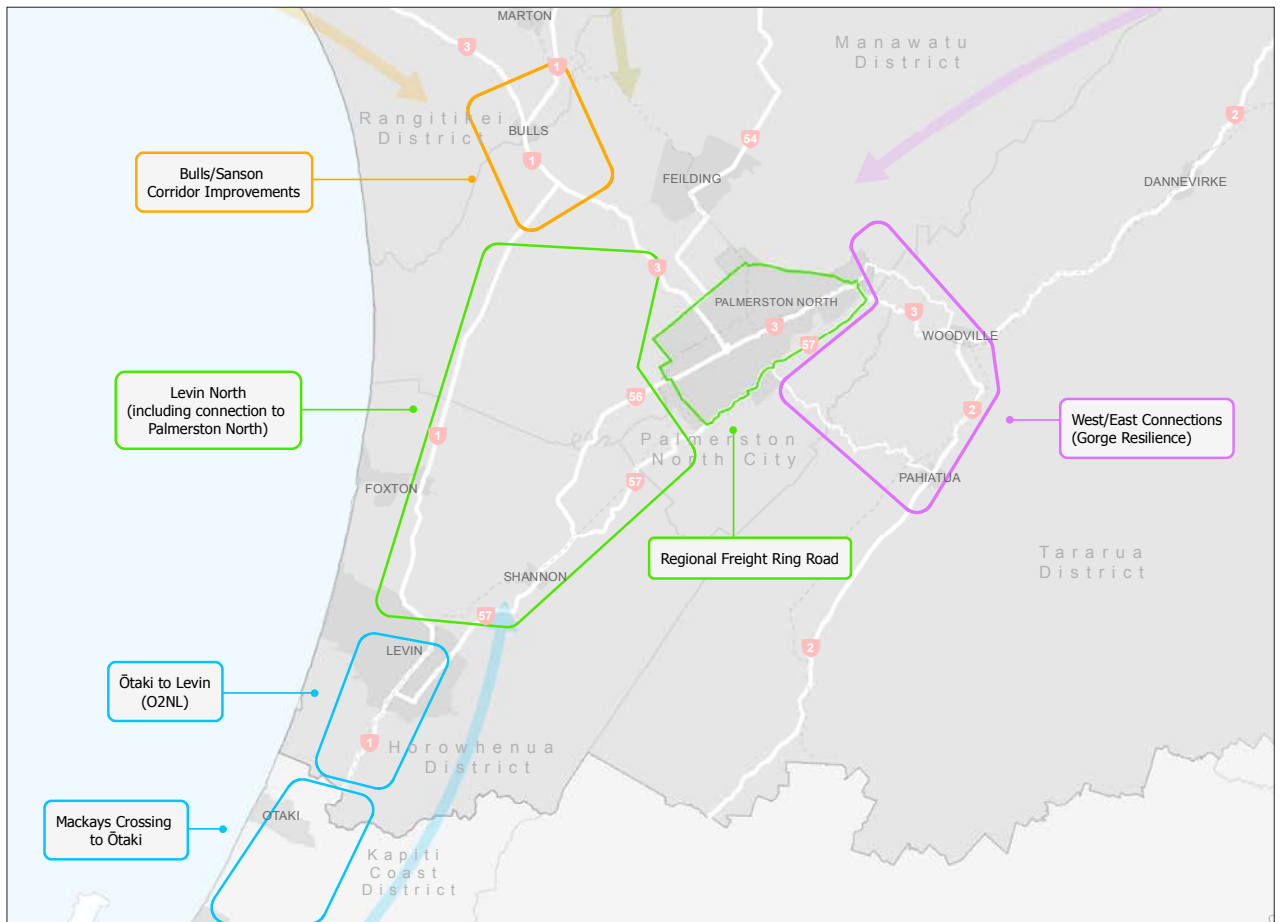 MARTON
3
1
Manawatu
District
2
Rangitikei
District
BULLS
1
54
FEILDING
Bulls/Sanson
Corridor Improvements
DANNEVIRKE
3
PALMERSTON NORTH
3
3
57
WOODVILLE
Levin North
(including connection to
Palmerston North)
56
2
West/East Connections
(Gorge Resilience)
1
Palmerston
North City
57
PAHIATUA
FOXTON
Regional Freight Ring Road
Tararua
District
SHANNON
57
LEVIN
2
Ōtaki to Levin
(O2NL)
1
Horowhenua
District
OTAKI
Mackays Crossing
to Ōtaki
Kapiti
Coast
District